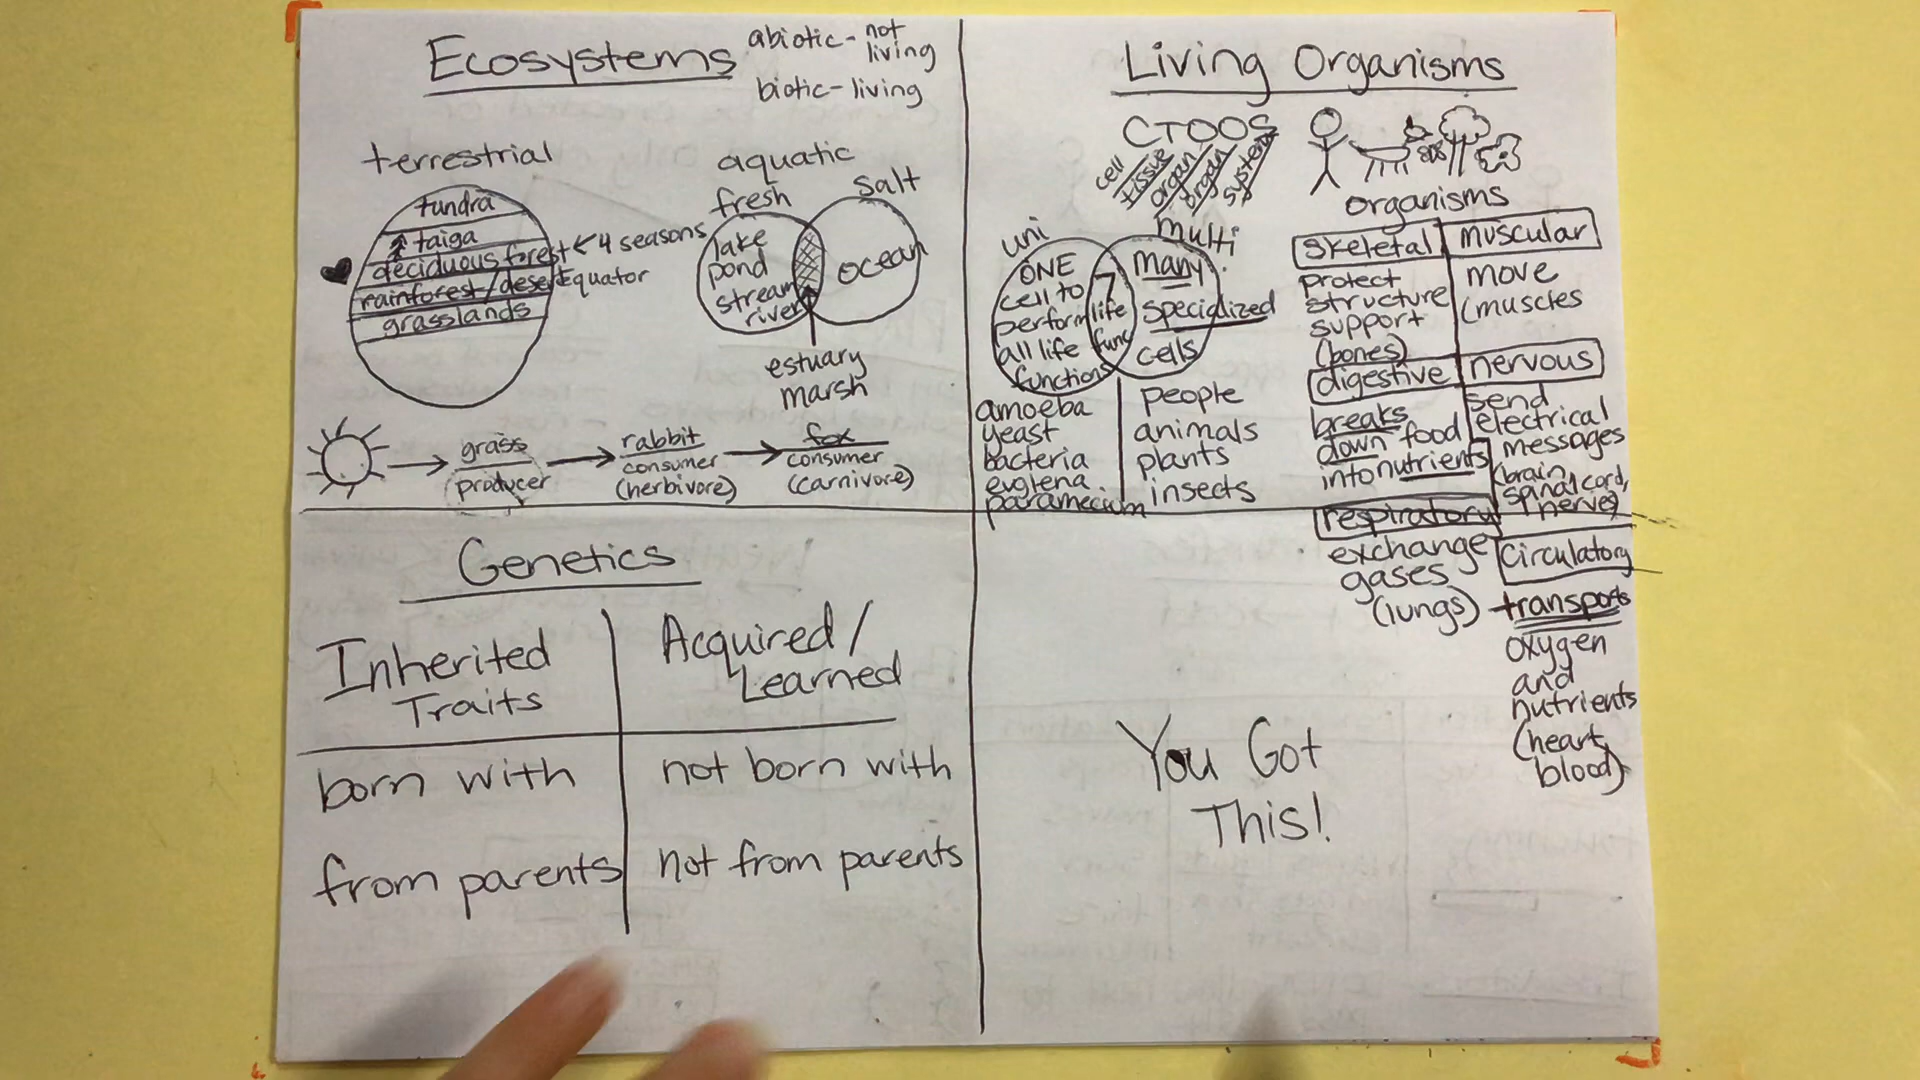 Ecosystems
abiotic - not
living
biotic - living
terrestrial
tundra
taiga
deciduous forest ← 4 seasons
rainforest/desert Equator
grasslands
aquatic
fresh
salt
lake
pond
stream
river
ocean
estuary
marsh
grass
producer
rabbit
consumer
(herbivore)
fox
consumer
(carnivore)
Living Organisms
CTOOS
cell
tissue
organ
organ
system
organisms
uni
multi
ONE
cell to
perform
all life
functions
7
life
func
many
specialized
cells
amoeba
yeast
bacteria
euglena
paramecium
people
animals
plants
insects
skeletal
protect
structure
support
(bones)
muscular
move
(muscles
digestive
breaks
down food
into nutrients
nervous
send
electrical
messages
(brain,
spinal cord,
nerves)
respiratory
exchange
gases
(lungs)
circulatory
transports
oxygen
and
nutrients
(heart,
blood)
Genetics
Inherited
Traits
Acquired/
Learned
born with
not born with
from parents
not from parents
You Got
This!